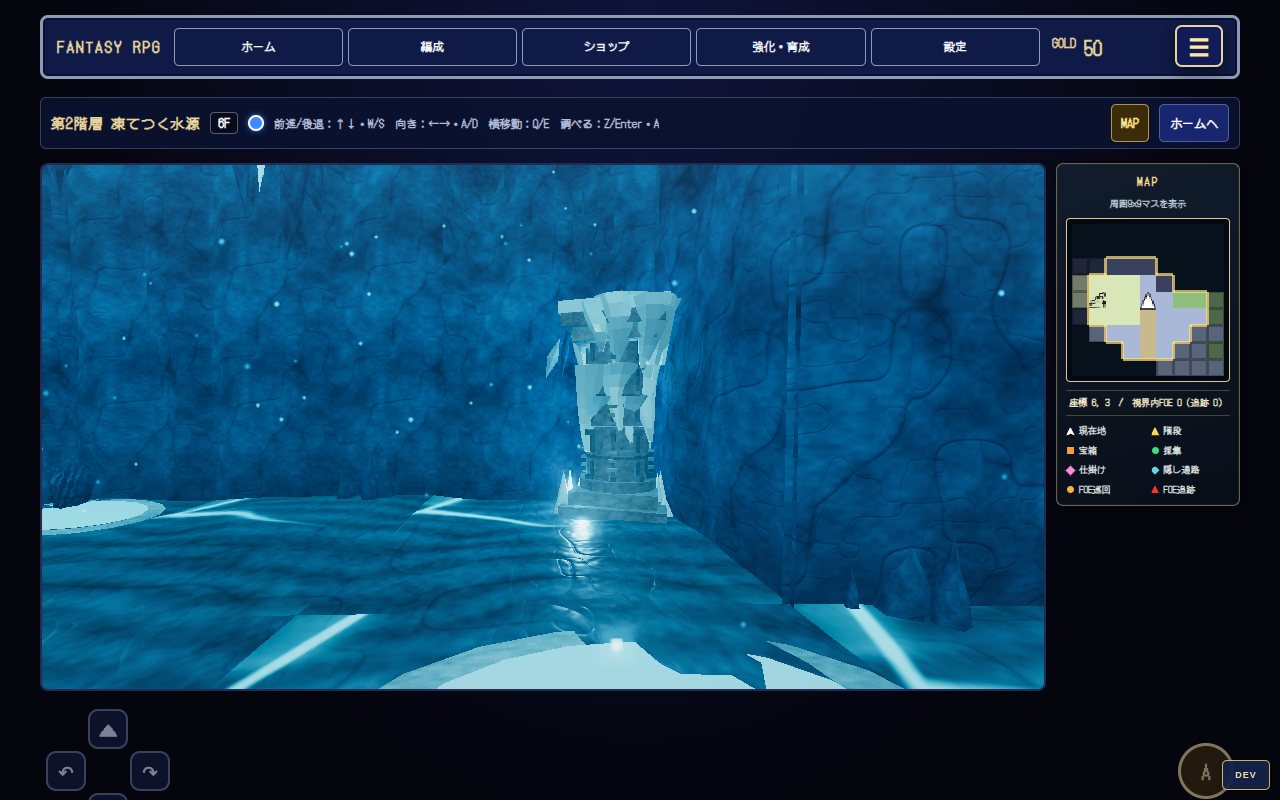 FANTASY RPG
ホーム
編成
ショップ
強化・育成
設定
GOLD 50
第2階層 凍てつく水源
6F
前進/後退：↑↓・W/S 向き：←→・A/D 横移動：Q/E 調べる：Z/Enter・A
MAP
ホームへ
MAP
周囲9x9マスを表示
座標 6, 3 / 視界内FOE 0（追跡 0）
現在地
階段
宝箱
採集
仕掛け
隠し通路
FOE巡回
FOE追跡
A
DEV